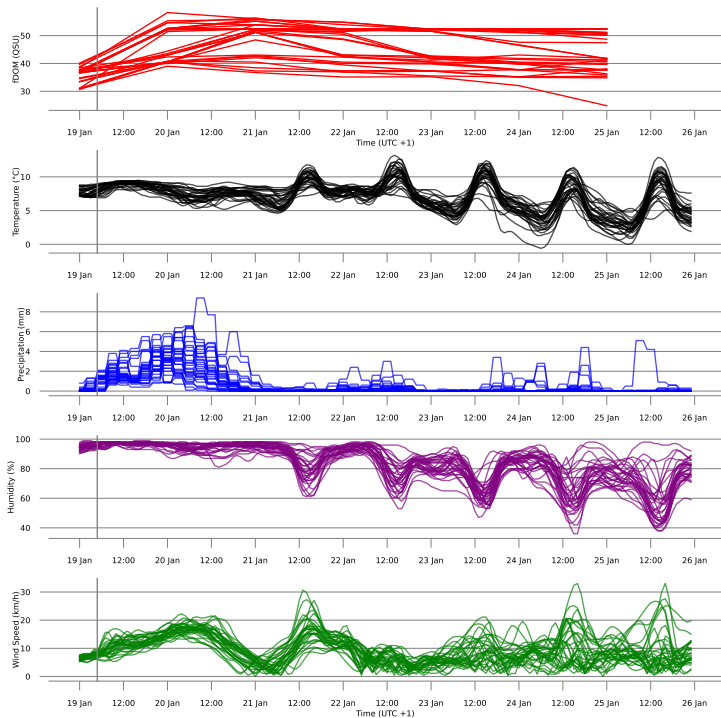 fDOM (QSU)
50
40
30
19 Jan 12:00 20 Jan 12:00 21 Jan 12:00 22 Jan 12:00 23 Jan 12:00 24 Jan 12:00 25 Jan 12:00 26 Jan
Time (UTC +1)
Temperature (°C)
10
5
0
19 Jan 12:00 20 Jan 12:00 21 Jan 12:00 22 Jan 12:00 23 Jan 12:00 24 Jan 12:00 25 Jan 12:00 26 Jan
Precipitation (mm)
8
6
4
2
0
19 Jan 12:00 20 Jan 12:00 21 Jan 12:00 22 Jan 12:00 23 Jan 12:00 24 Jan 12:00 25 Jan 12:00 26 Jan
Humidity (%)
100
80
60
40
19 Jan 12:00 20 Jan 12:00 21 Jan 12:00 22 Jan 12:00 23 Jan 12:00 24 Jan 12:00 25 Jan 12:00 26 Jan
Wind Speed (km/h)
30
20
10
0
19 Jan 12:00 20 Jan 12:00 21 Jan 12:00 22 Jan 12:00 23 Jan 12:00 24 Jan 12:00 25 Jan 12:00 26 Jan
Time (UTC +1)